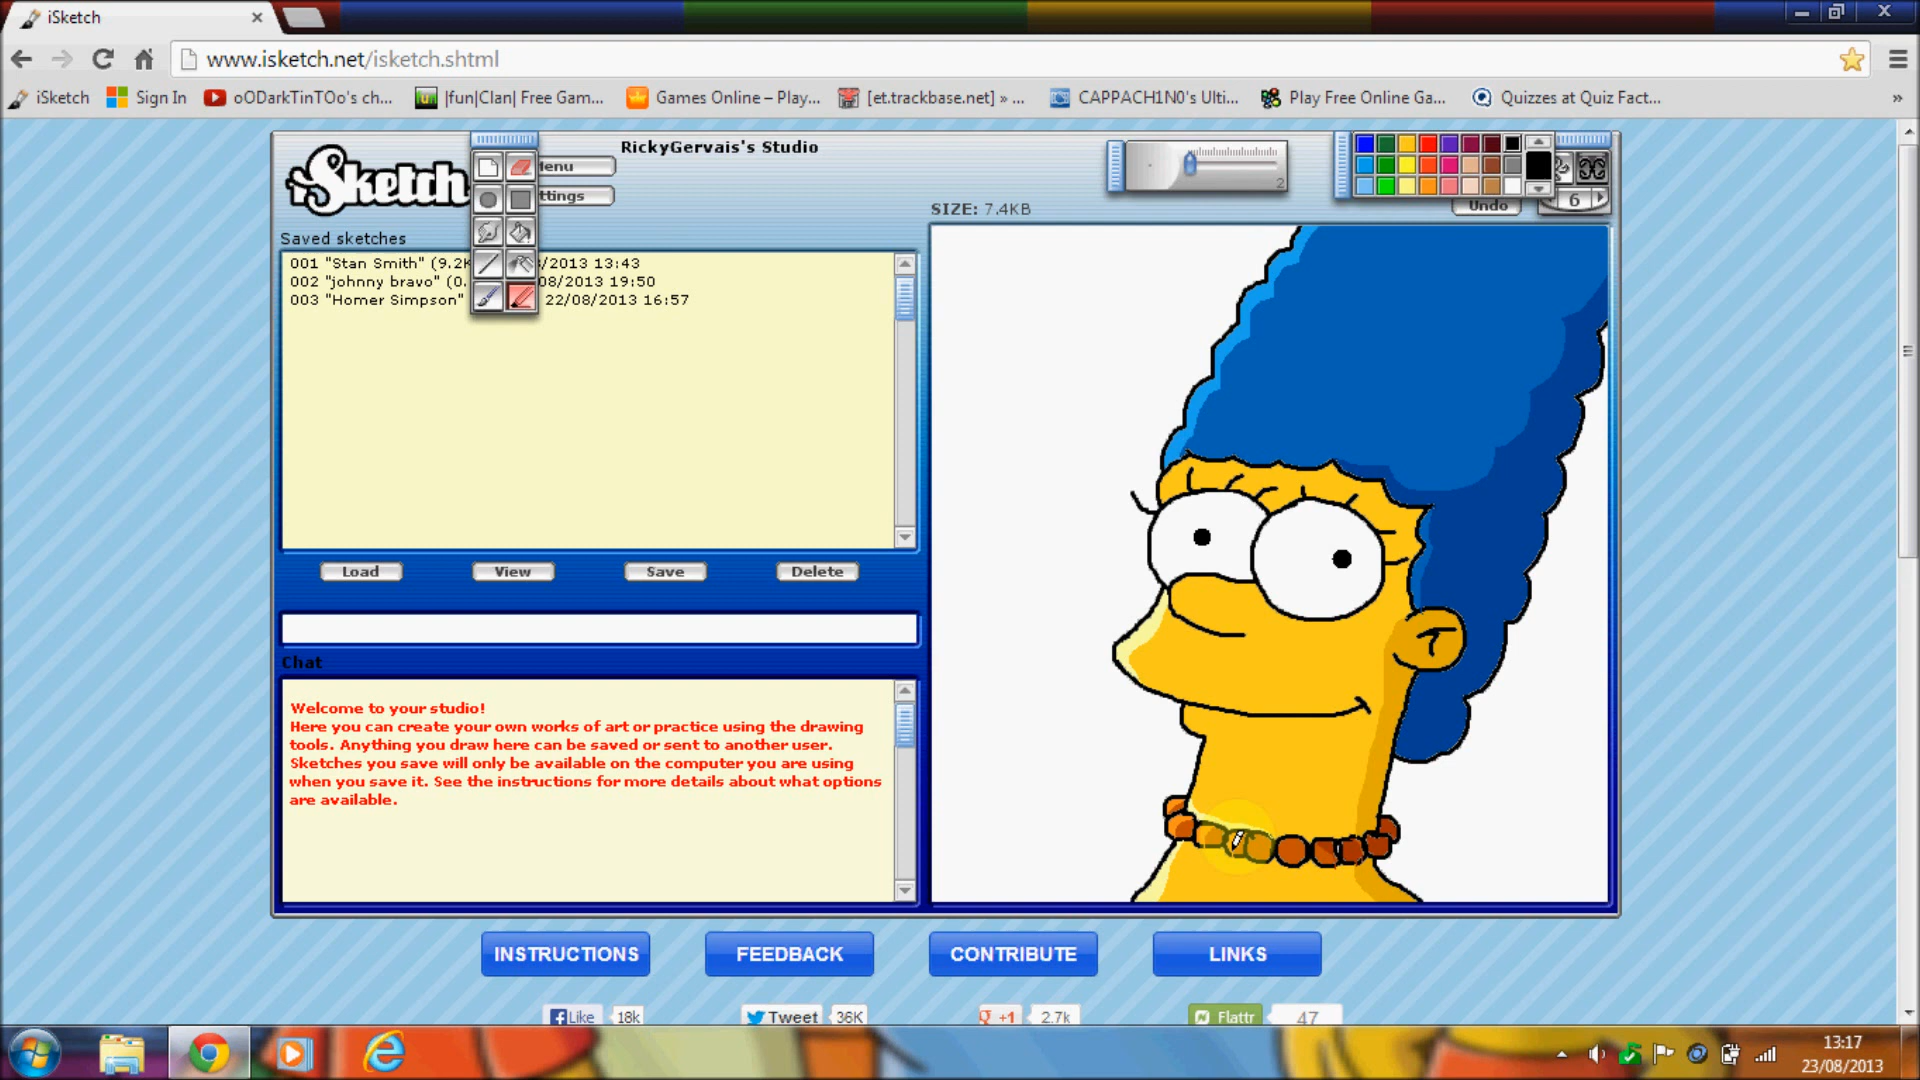 iSketch
www.isketch.net/isketch.shtml
iSketch
Sign In
oODarkTinTOo's ch...
fun
|fun|Clan| Free Gam...
Games Online – Play...
[et.trackbase.net] » ...
CAPPACH1N0's Ulti...
Play Free Online Ga...
Quizzes at Quiz Fact...
»
iSketch
enu
ttings
RickyGervais's Studio
2
6
Undo
SIZE: 7.4KB
Saved sketches
001 "Stan Smith" (9.2K /2013 13:43
002 "johnny bravo" (0. 08/2013 19:50
003 "Homer Simpson" 22/08/2013 16:57
Load
View
Save
Delete
Chat
Welcome to your studio!
Here you can create your own works of art or practice using the drawing
tools. Anything you draw here can be saved or sent to another user.
Sketches you save will only be available on the computer you are using
when you save it. See the instructions for more details about what options
are available.
INSTRUCTIONS
FEEDBACK
CONTRIBUTE
LINKS
Like
18k
Tweet
36K
+1
2.7k
Flattr
47
13:17
23/08/2013